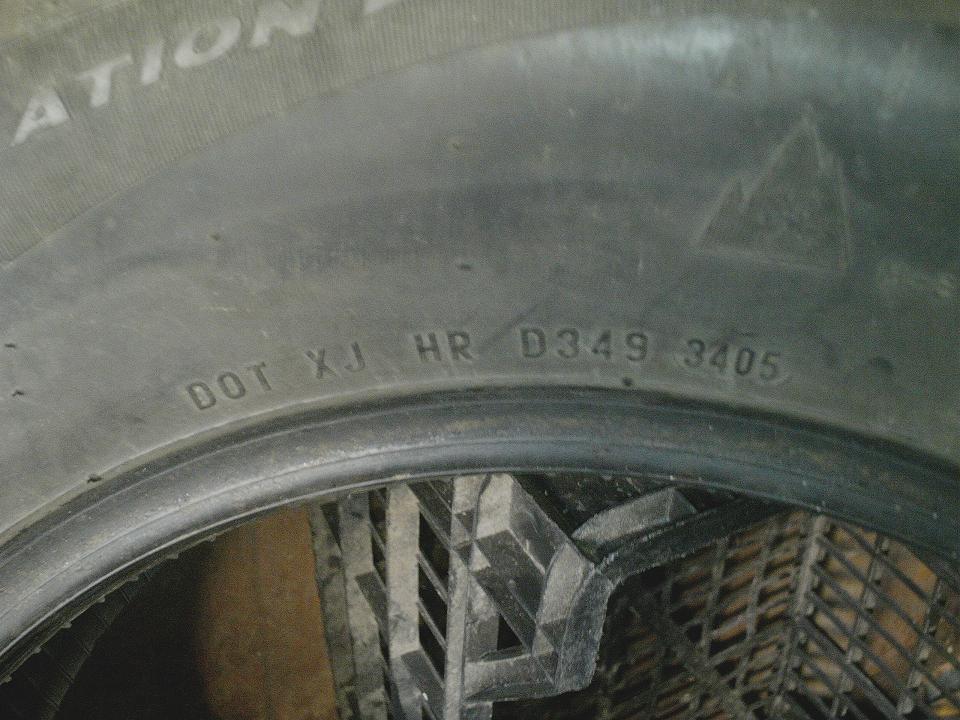 ATION
DOT XJ HR D349 3405